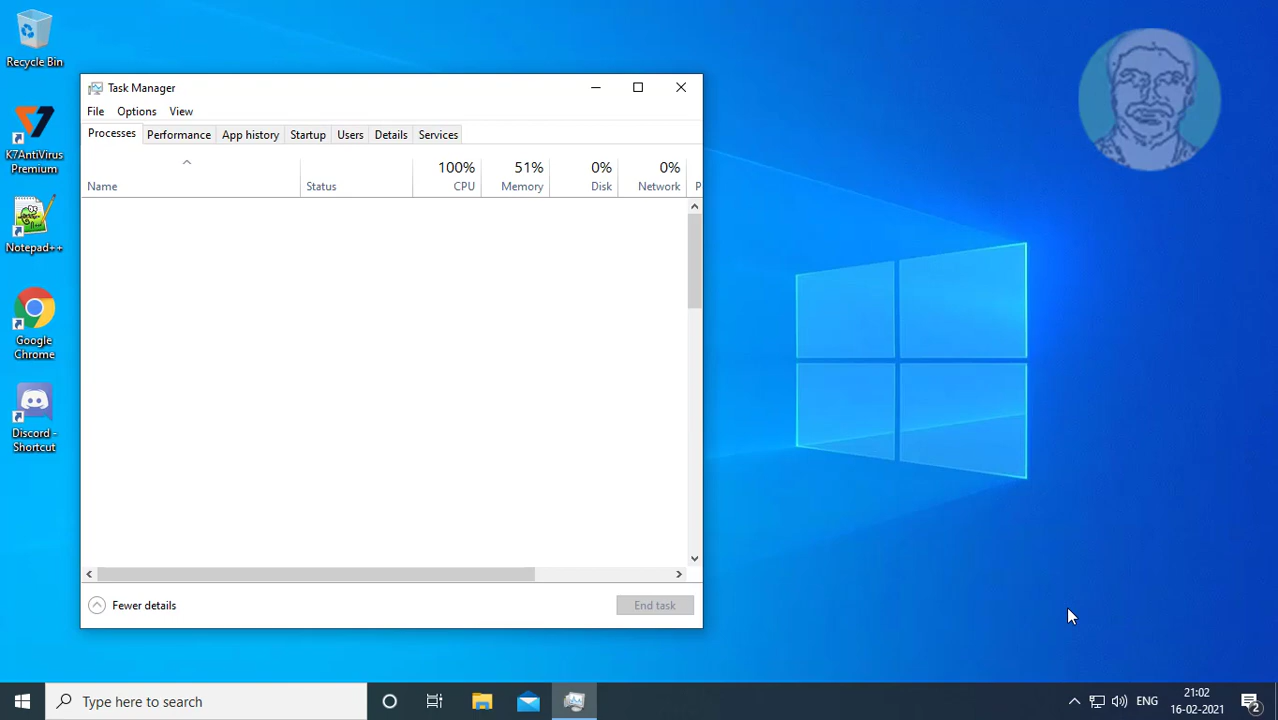 Recycle Bin
K7AntiVirus
Premium
Notepad++
Google
Chrome
Discord -
Shortcut
Task Manager
File Options View
Processes Performance App history Startup Users Details Services
100% 51% 0% 0%
Name Status CPU Memory Disk Network P
Fewer details End task
Type here to search
ENG
21:02
16-02-2021
2